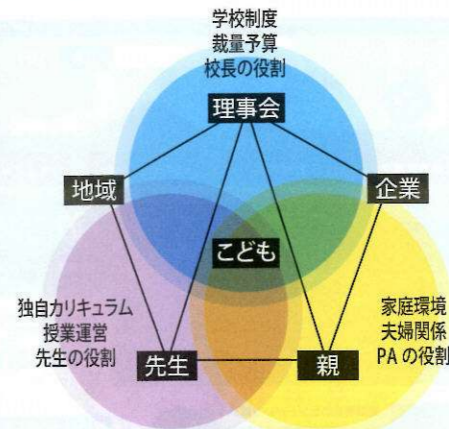 学校制度
裁量予算
校長の役割
理事会
地域
企業
こども
独自カリキュラム
授業運営
先生の役割
家庭環境
夫婦関係
PAの役割
先生
親